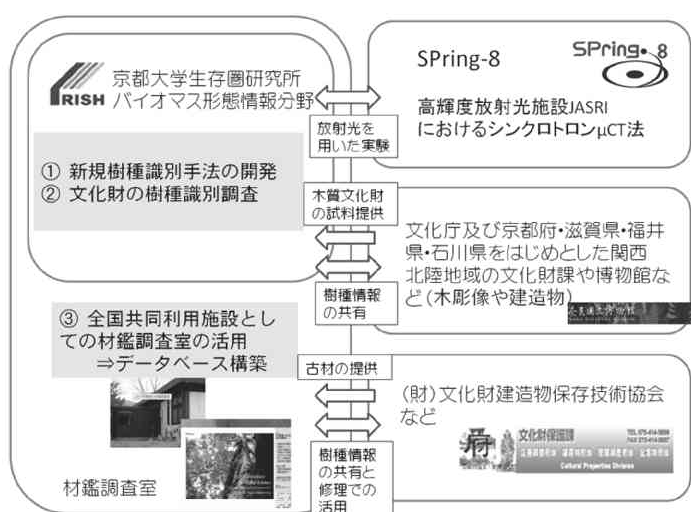 RISH
京都大学生存圏研究所
バイオマス形態情報分野
① 新規樹種識別手法の開発
② 文化財の樹種識別調査
③ 全国共同利用施設とし
ての材鑑調査室の活用
⇒データベース構築
材鑑調査室
放射光を
用いた実験
木質文化財
の試料提供
樹種情報
の共有
古材の提供
樹種情報
の共有と
修理での
活用
SPring-8
SPring-8
高輝度放射光施設JASRI
におけるシンクロトロンμCT法
文化庁及び京都府・滋賀県・福井
県・石川県をはじめとした関西
北陸地域の文化財課や博物館な
ど(木彫像や建造物)
(財)文化財建造物保存技術協会
など
文化財保護課
Cultural Properties Division